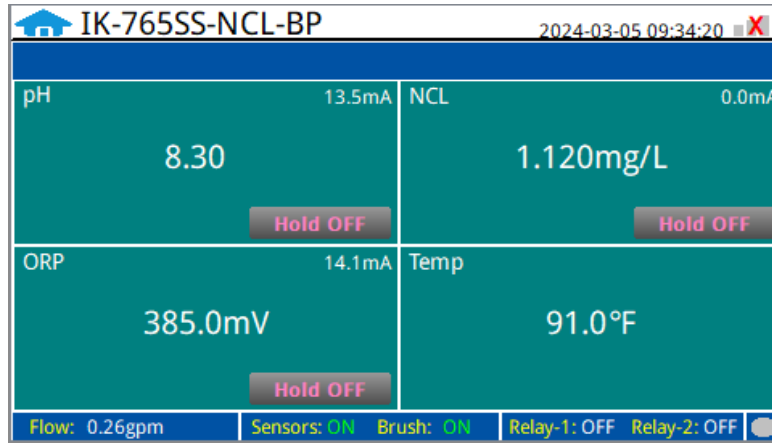 IK-765SS-NCL-BP 2024-03-05 09:34:20 X
pH 13.5mA NCL 0.0mA
8.30 1.120mg/L
Hold OFF Hold OFF
ORP 14.1mA Temp
385.0mV 91.0°F
Hold OFF
Flow: 0.26gpm Sensors: ON Brush: ON Relay-1: OFF Relay-2: OFF